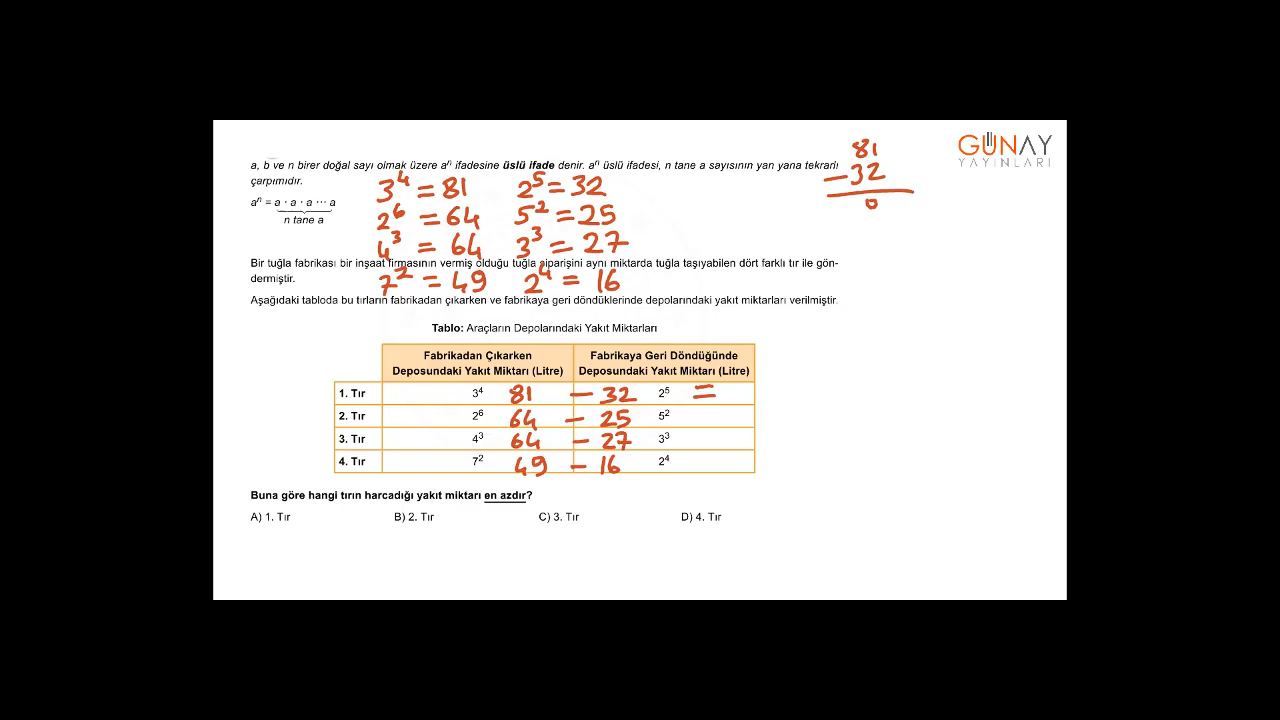 GÜNAY
YAYINLARI
a, b ve n birer doğal sayı olmak üzere aⁿ ifadesine üslü ifade denir. aⁿ üslü ifadesi, n tane a sayısının yan yana tekrarlı
çarpımıdır.
aⁿ = a · a · a ··· a
n tane a
81
− 32
0
3⁴ = 81 2⁵ = 32
2⁶ = 64 5² = 25
4³ = 64 3³ = 27
7² = 49 2⁴ = 16
Bir tuğla fabrikası bir inşaat firmasının vermiş olduğu tuğla siparişini aynı miktarda tuğla taşıyabilen dört farklı tır ile gön-
dermiştir.
Aşağıdaki tabloda bu tırların fabrikadan çıkarken ve fabrikaya geri döndüklerinde depolarındaki yakıt miktarları verilmiştir.
Tablo: Araçların Depolarındaki Yakıt Miktarları
Fabrikadan Çıkarken Fabrikaya Geri Döndüğünde
Deposundaki Yakıt Miktarı (Litre) Deposundaki Yakıt Miktarı (Litre)
1. Tır 3⁴ 81 − 32 2⁵ =
2. Tır 2⁶ 64 − 25 5²
3. Tır 4³ 64 − 27 3³
4. Tır 7² 49 − 16 2⁴
Buna göre hangi tırın harcadığı yakıt miktarı en azdır?
A) 1. Tır B) 2. Tır C) 3. Tır D) 4. Tır